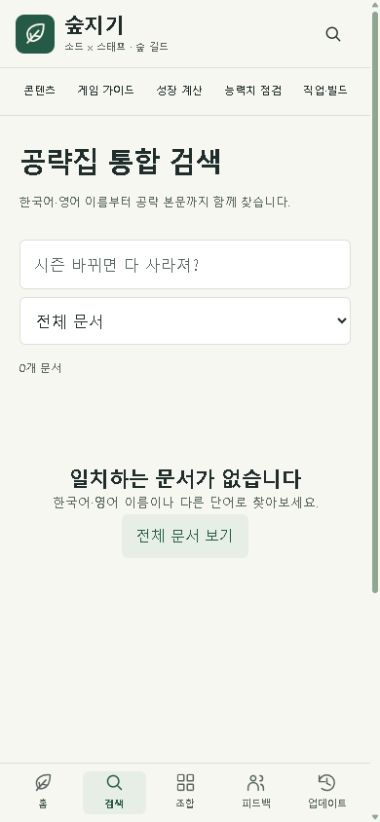 숲지기
소드 × 스태프 · 숲 길드
콘텐츠 게임 가이드 성장 계산 능력치 점검 직업·빌드
공략집 통합 검색
한국어·영어 이름부터 공략 본문까지 함께 찾습니다.
시즌 바뀌면 다 사라져?
전체 문서
0개 문서
일치하는 문서가 없습니다
한국어·영어 이름이나 다른 단어로 찾아보세요.
전체 문서 보기
홈 검색 조합 피드백 업데이트